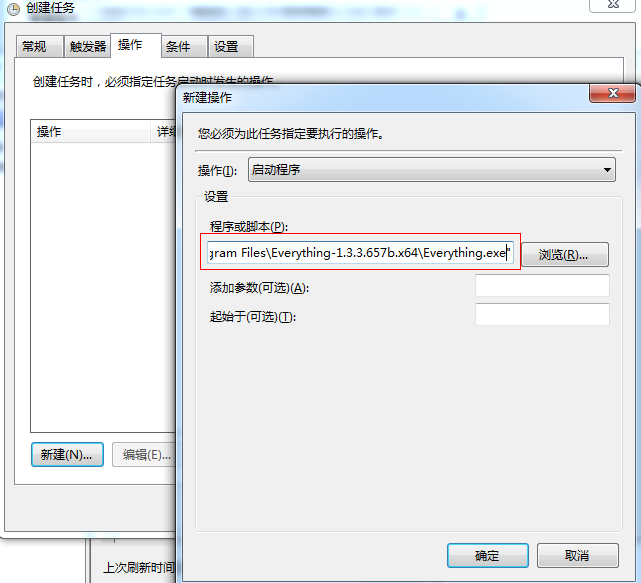 创建任务
常规 触发器 操作 条件 设置
创建任务时，必须指定任务启动时发生的操作。
操作 详细
新建(N)... 编辑(E)...
上次刷新时间
新建操作
您必须为此任务指定要执行的操作。
操作(I): 启动程序
设置
程序或脚本(P):
gram Files\Everything-1.3.3.657b.x64\Everything.exe" 浏览(R)...
添加参数(可选)(A):
起始于(可选)(T):
确定 取消